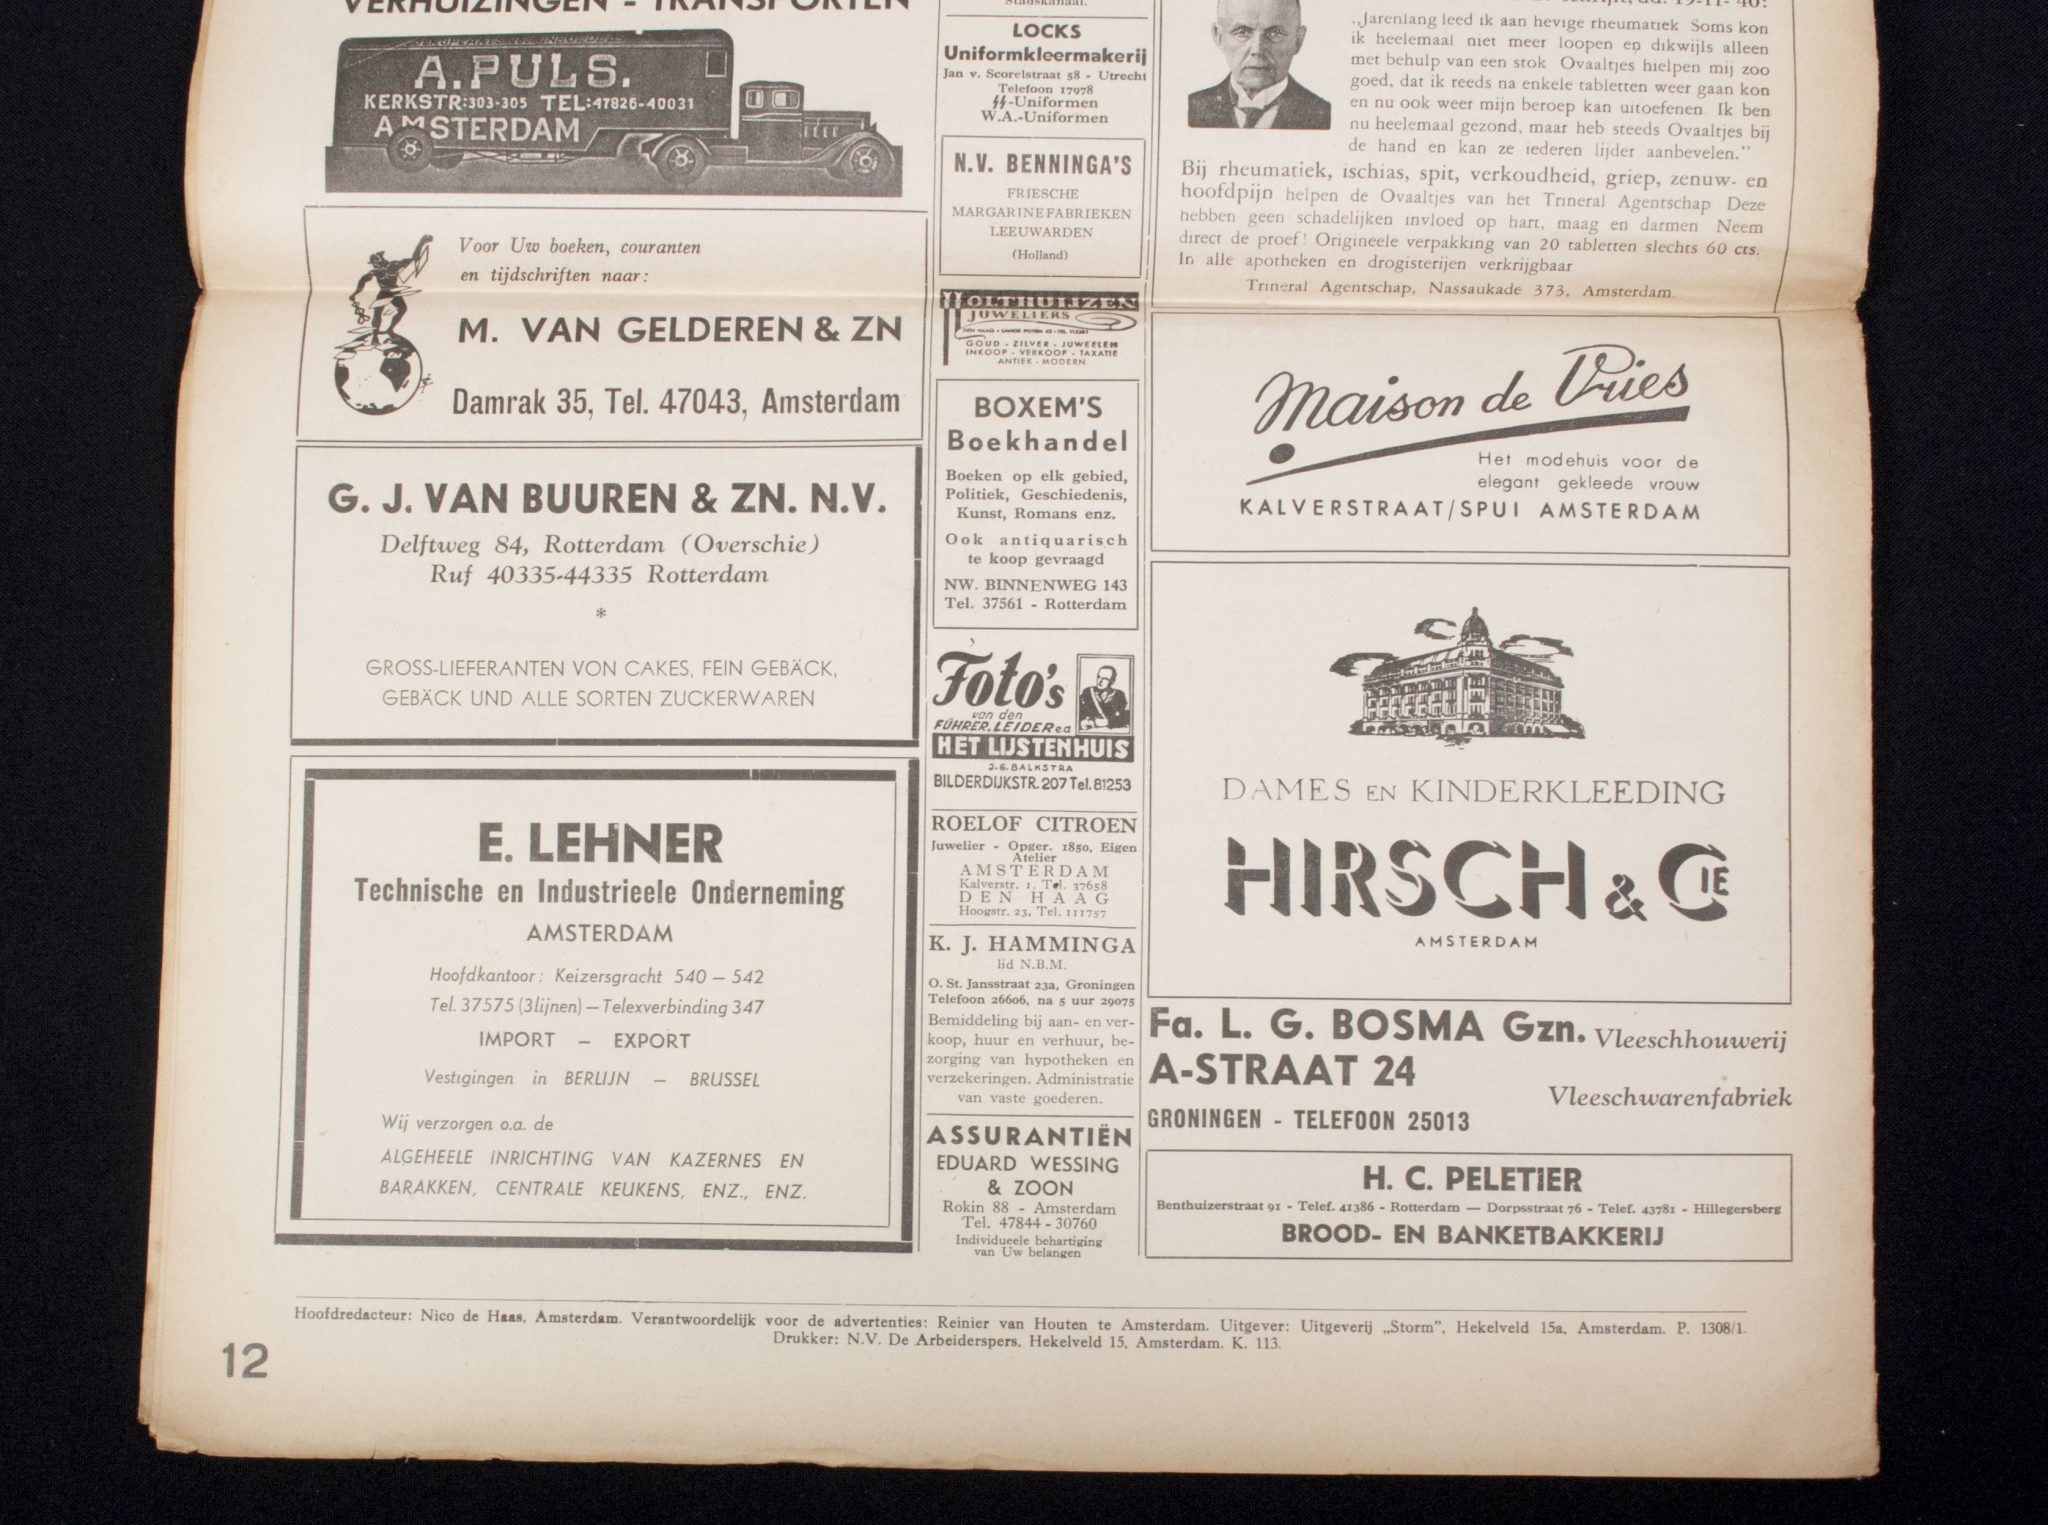 VERHUIZINGEN - TRANSPORTEN
A. PULS.
KERKSTR: 303-305 TEL: 47826-40031
AMSTERDAM
Voor Uw boeken, couranten
en tijdschriften naar:
M. VAN GELDEREN & ZN
Damrak 35, Tel. 47043, Amsterdam
G. J. VAN BUUREN & ZN. N.V.
Delftweg 84, Rotterdam (Overschie)
Ruf 40335-44335 Rotterdam
*
GROSS-LIEFERANTEN VON CAKES, FEIN GEBÄCK,
GEBÄCK UND ALLE SORTEN ZUCKERWAREN
E. LEHNER
Technische en Industrieele Onderneming
AMSTERDAM
Hoofdkantoor: Keizersgracht 540 – 542
Tel. 37575 (3lijnen) – Telexverbinding 347
IMPORT – EXPORT
Vestigingen in BERLIJN – BRUSSEL
Wij verzorgen o.a. de
ALGEHEELE INRICHTING VAN KAZERNES EN
BARAKKEN, CENTRALE KEUKENS, ENZ., ENZ.
Stadskanaal.
LOCKS
Uniformkleermakerij
Jan v. Scorelstraat 58 - Utrecht
Telefoon 17978
ᛋᛋ-Uniformen
W.A.-Uniformen
N.V. BENNINGA'S
FRIESCHE
MARGARINEFABRIEKEN
LEEUWARDEN
(Holland)
HOLTHUIJZEN
JUWELIERS
GOUD - ZILVER - JUWEELEN
INKOOP - VERKOOP - TAXATIE
ANTIEK - MODERN
BOXEM'S
Boekhandel
Boeken op elk gebied,
Politiek, Geschiedenis,
Kunst, Romans enz.
Ook antiquarisch
te koop gevraagd
NW. BINNENWEG 143
Tel. 37561 - Rotterdam
Foto's
van den
FÜHRER, LEIDER ea
HET LIJSTENHUIS
J.G. BALKSTRA
BILDERDIJKSTR. 207 Tel. 81253
ROELOF CITROEN
Juwelier - Opger. 1850, Eigen
Atelier
AMSTERDAM
Kalverstr. 1. Tel. 37658
DEN HAAG
Hoogstr. 23, Tel. 111757
K. J. HAMMINGA
lid N.B.M.
O. St. Jansstraat 23a, Groningen
Telefoon 26606, na 5 uur 29075
Bemiddeling bij aan- en ver-
koop, huur en verhuur, be-
zorging van hypotheken en
verzekeringen. Administratie
van vaste goederen.
ASSURANTIËN
EDUARD WESSING
& ZOON
Rokin 88 - Amsterdam
Tel. 47844 - 30760
Individueele behartiging
van Uw belangen
schrijft, dd. 19-11-'40:
„Jarenlang leed ik aan hevige rheumatiek Soms kon
ik heelemaal niet meer loopen en dikwijls alleen
met behulp van een stok Ovaaltjes hielpen mij zoo
goed, dat ik reeds na enkele tabletten weer gaan kon
en nu ook weer mijn beroep kan uitoefenen. Ik ben
nu heelemaal gezond, maar heb steeds Ovaaltjes bij
de hand en kan ze iederen lijder aanbevelen."
Bij rheumatiek, ischias, spit, verkoudheid, griep, zenuw- en
hoofdpijn helpen de Ovaaltjes van het Trineral Agentschap Deze
hebben geen schadelijken invloed op hart, maag en darmen Neem
direct de proef! Origineele verpakking van 20 tabletten slechts 60 cts.
In alle apotheken en drogisterijen verkrijgbaar
Trineral Agentschap, Nassaukade 373, Amsterdam.
Maison de Vries
Het modehuis voor de
elegant gekleede vrouw
KALVERSTRAAT/SPUI AMSTERDAM
DAMES EN KINDERKLEEDING
HIRSCH & CIE
AMSTERDAM
Fa. L. G. BOSMA Gzn. Vleeschhouwerij
A-STRAAT 24
Vleeschwarenfabriek
GRONINGEN - TELEFOON 25013
H. C. PELETIER
Benthuizerstraat 91 - Telef. 41386 - Rotterdam — Dorpsstraat 76 - Telef. 43781 - Hillegersberg
BROOD- EN BANKETBAKKERIJ
Hoofdredacteur: Nico de Haas, Amsterdam. Verantwoordelijk voor de advertenties: Reinier van Houten te Amsterdam. Uitgever: Uitgeverij „Storm", Hekelveld 15a, Amsterdam. P. 1308/1.
Drukker: N.V. De Arbeiderspers, Hekelveld 15, Amsterdam. K. 113.
12